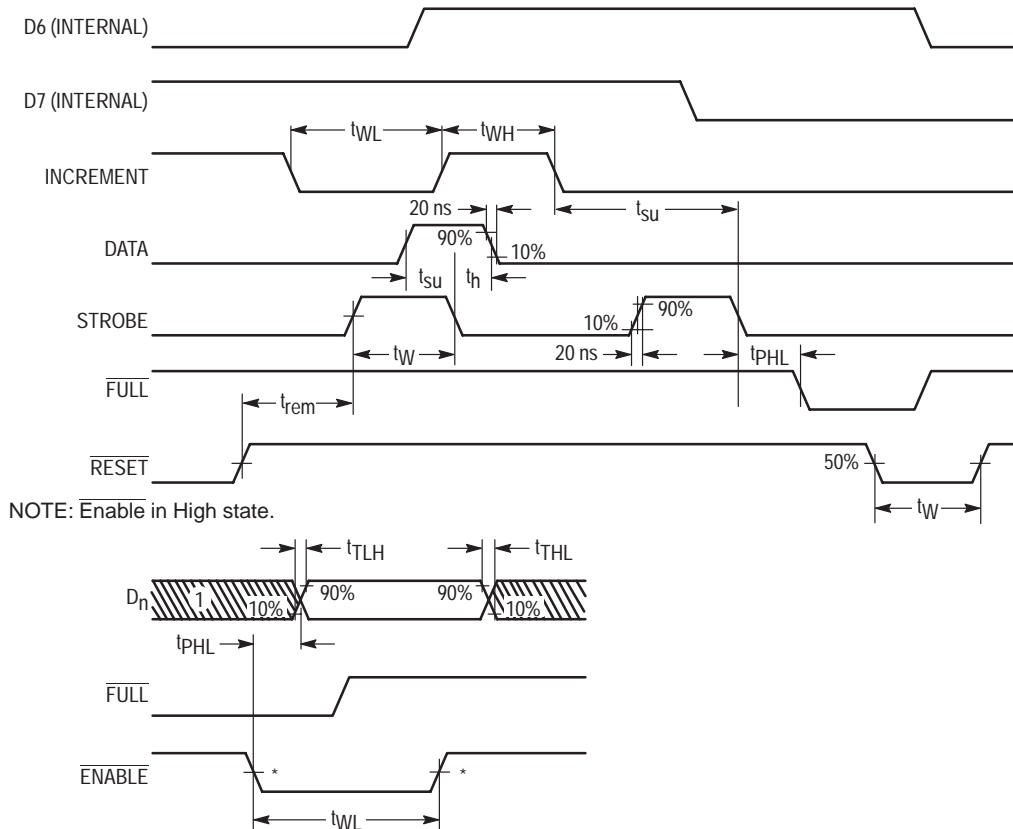 D6 (INTERNAL)
D7 (INTERNAL)
tWL
tWH
INCREMENT
20 ns
tsu
90%
DATA
10%
tsu
th
STROBE
10%
90%
tW
20 ns
tPHL
FULL
trem
RESET
50%
tW
NOTE: Enable in High state.
tTLH
tTHL
Dn
1
10%
90%
90%
10%
tPHL
FULL
ENABLE
*
*
tWL